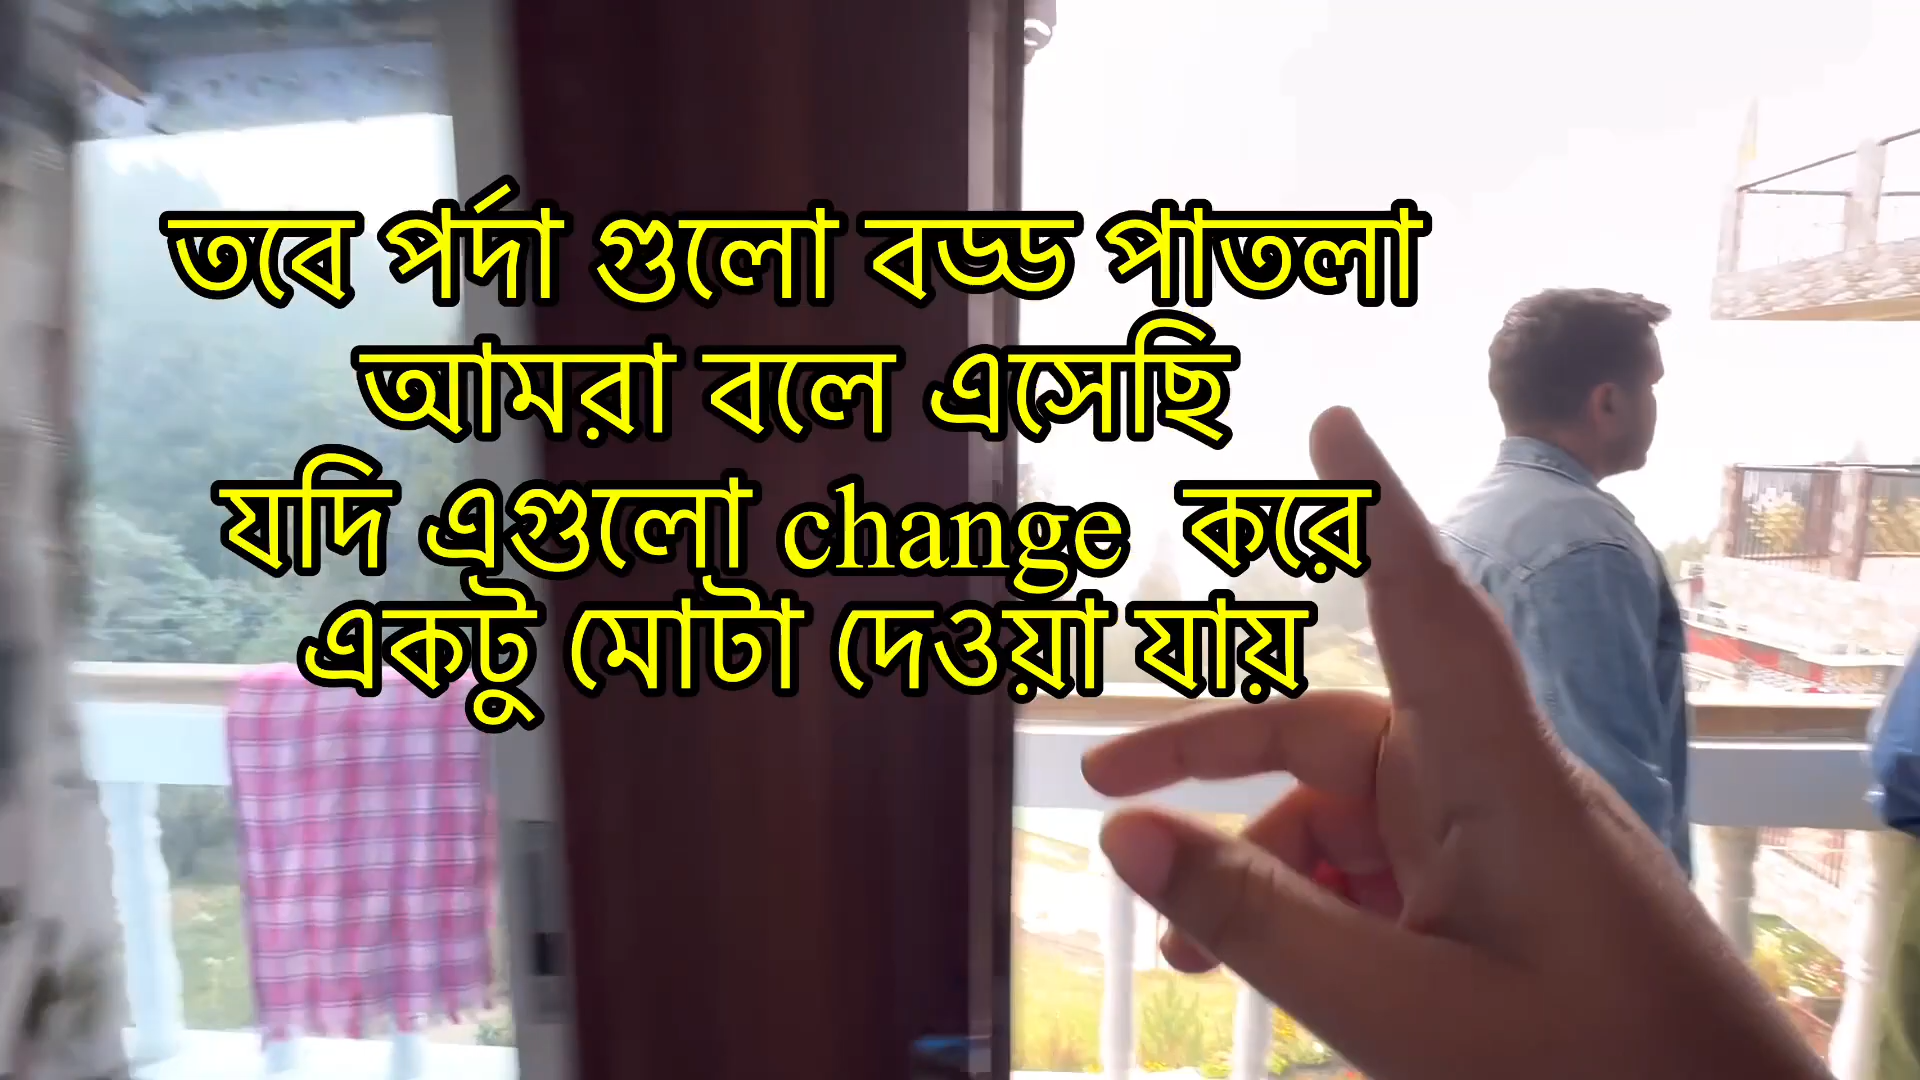 তবে পর্দা গুলো বড্ড পাতলা
আমরা বলে এসেছি
যদি এগুলো change করে
একটু মোটা দেওয়া যায়